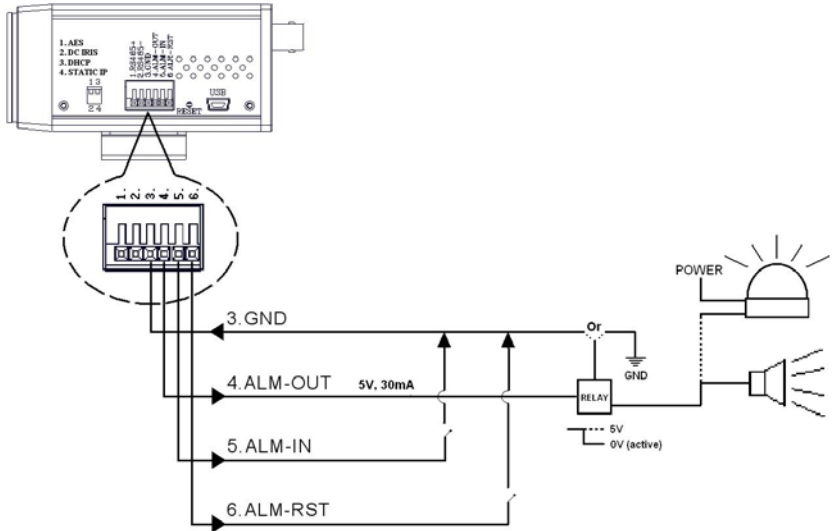 1. AES
2. DC IRIS
3. DHCP
4. STATIC IP
1 3
2 4
1.RS485+
2.RS485-
3.GND
4.ALM-OUT
5.ALM-IN
6.ALM-RST
RESET
USB
1. 2. 3. 4. 5. 6.
3.GND
Or
GND
POWER
4.ALM-OUT 5V, 30mA
RELAY
5V
0V (active)
5.ALM-IN
6.ALM-RST